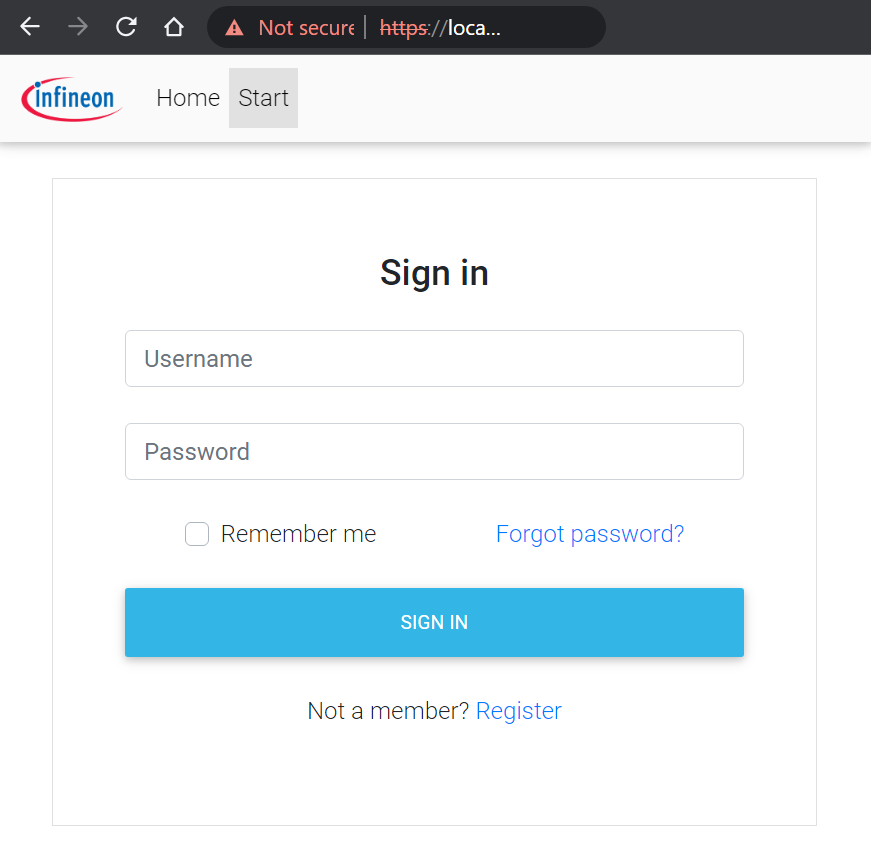 Not secure https://loca...
infineon Home Start
Sign in
Username
Password
Remember me Forgot password?
SIGN IN
Not a member? Register